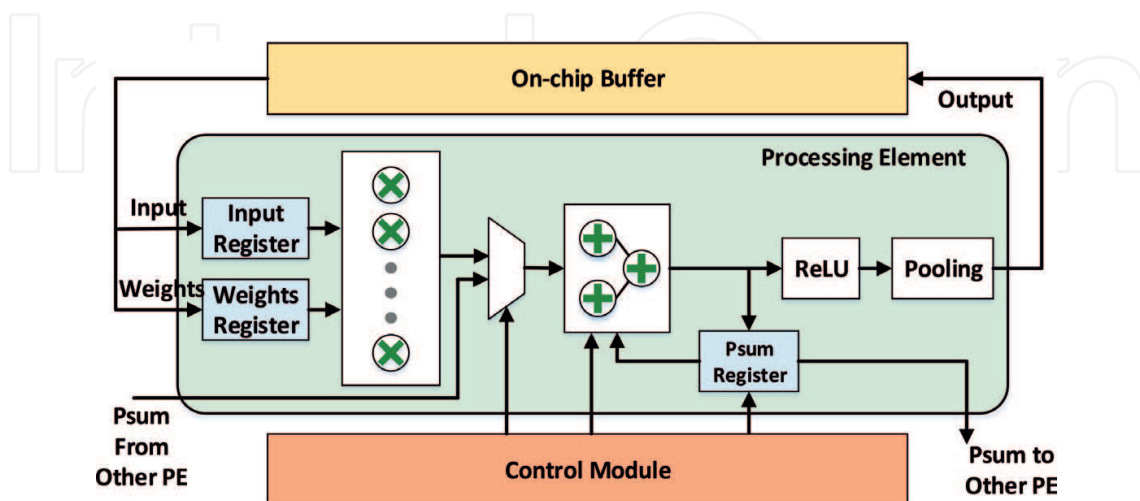 On-chip Buffer
Output
Processing Element
Input
Input
Register
Weights
Weights
Register
ReLU
Pooling
Psum
Register
Psum
From
Other PE
Control Module
Psum to
Other PE